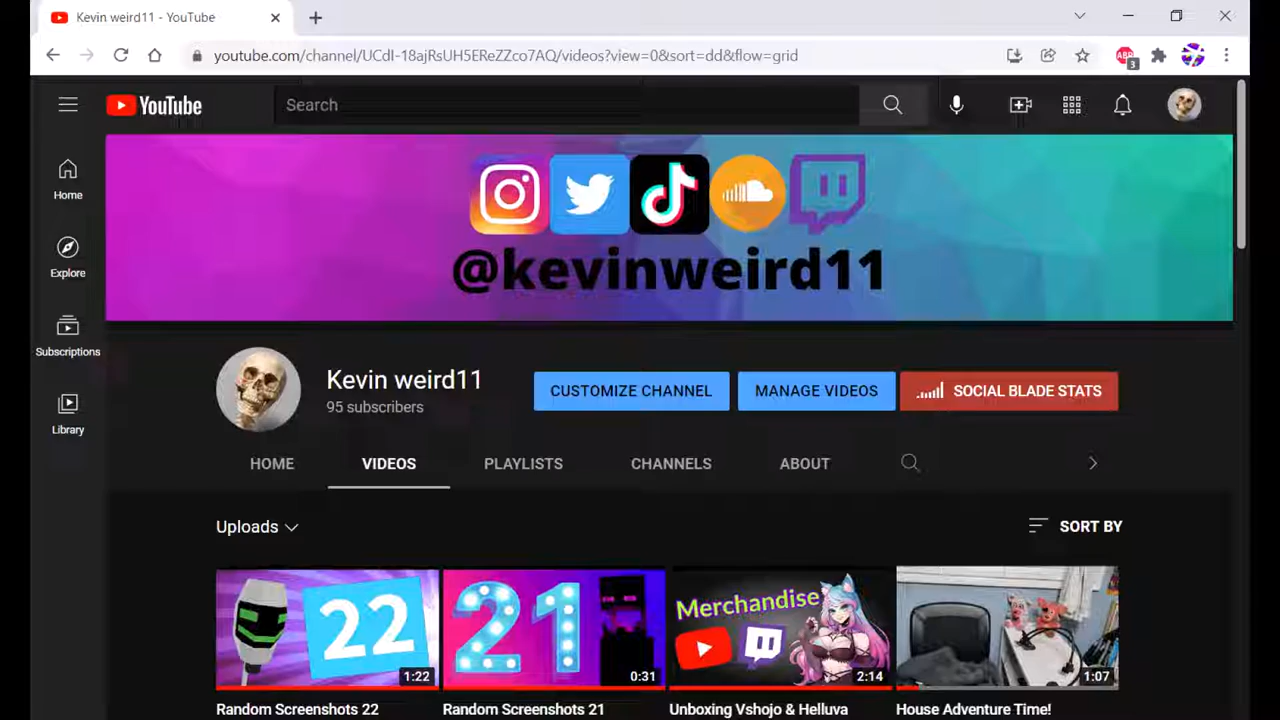 Kevin weird11 - YouTube
youtube.com/channel/UCdI-18ajRsUH5EReZZco7AQ/videos?view=0&sort=dd&flow=grid
ABP
3
YouTube
Search
@kevinweird11
Home
Explore
Subscriptions
Library
Kevin weird11
95 subscribers
CUSTOMIZE CHANNEL
MANAGE VIDEOS
SOCIAL BLADE STATS
HOME
VIDEOS
PLAYLISTS
CHANNELS
ABOUT
Uploads
SORT BY
22
1:22
21
0:31
Merchandise
2:14
1:07
Random Screenshots 22
Random Screenshots 21
Unboxing Vshojo & Helluva
House Adventure Time!